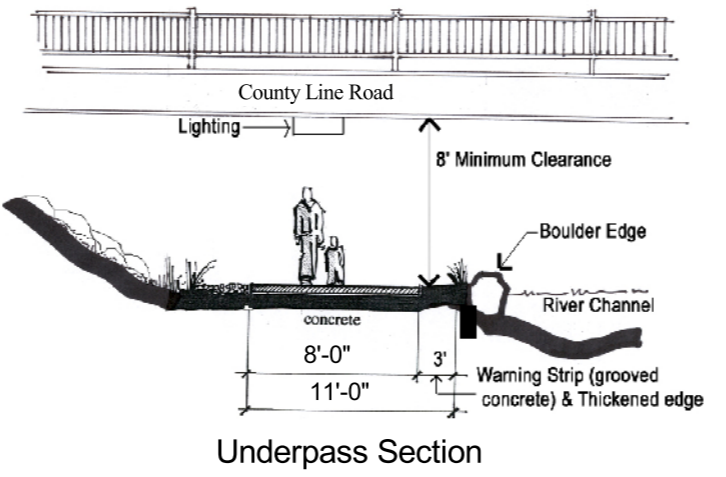 County Line Road
Lighting
8' Minimum Clearance
Boulder Edge
River Channel
concrete
8'-0"
3'
11'-0"
Warning Strip (grooved
concrete) & Thickened edge
Underpass Section